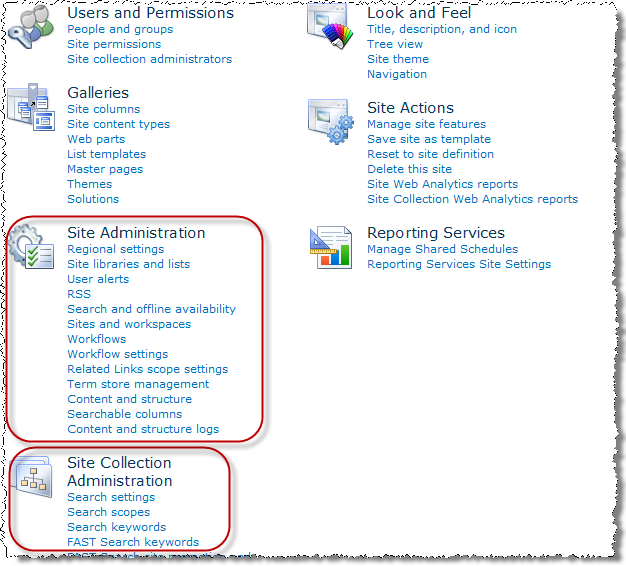 Users and Permissions
People and groups
Site permissions
Site collection administrators
Galleries
Site columns
Site content types
Web parts
List templates
Master pages
Themes
Solutions
Site Administration
Regional settings
Site libraries and lists
User alerts
RSS
Search and offline availability
Sites and workspaces
Workflows
Workflow settings
Related Links scope settings
Term store management
Content and structure
Searchable columns
Content and structure logs
Site Collection
Administration
Search settings
Search scopes
Search keywords
FAST Search keywords
Look and Feel
Title, description, and icon
Tree view
Site theme
Navigation
Site Actions
Manage site features
Save site as template
Reset to site definition
Delete this site
Site Web Analytics reports
Site Collection Web Analytics reports
Reporting Services
Manage Shared Schedules
Reporting Services Site Settings